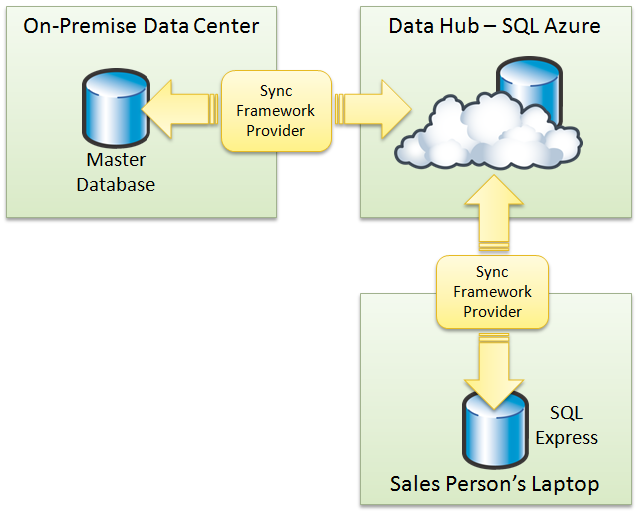 On-Premise Data Center
Data Hub – SQL Azure
Sync
Framework
Provider
Master
Database
Sync
Framework
Provider
SQL
Express
Sales Person's Laptop